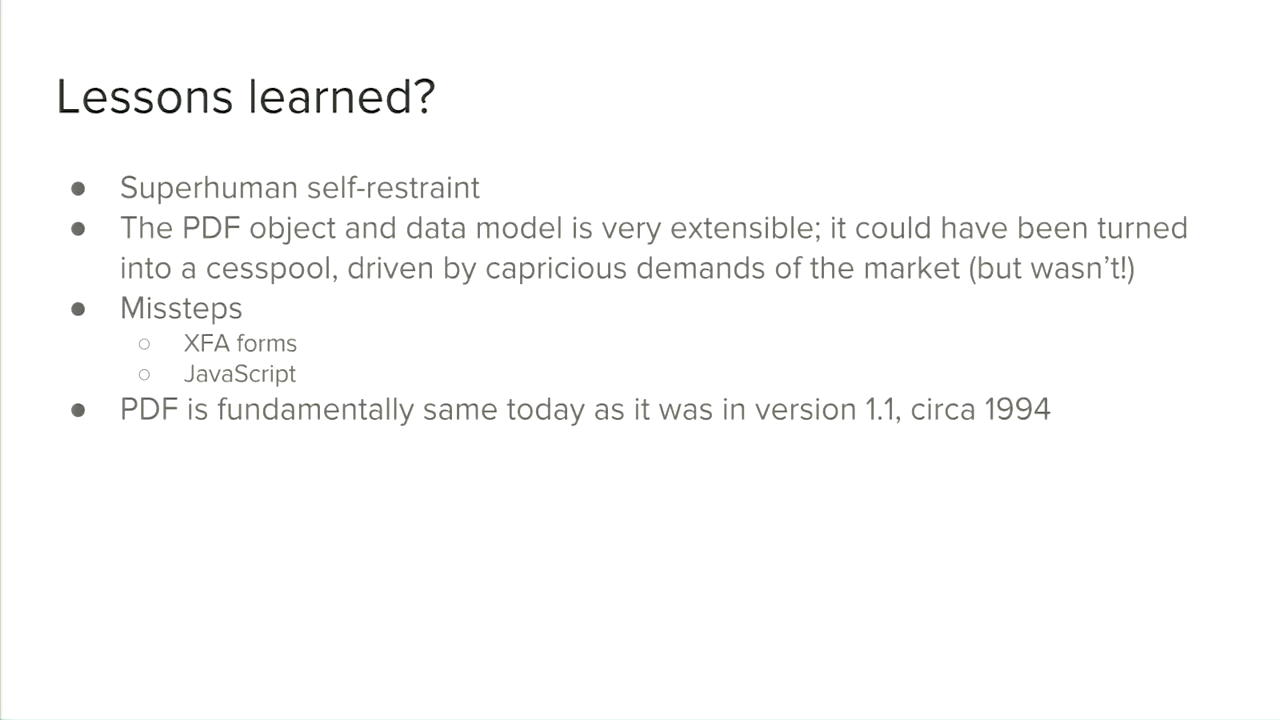 Lessons learned?
● Superhuman self-restraint
● The PDF object and data model is very extensible; it could have been turned
into a cesspool, driven by capricious demands of the market (but wasn't!)
● Missteps
○ XFA forms
○ JavaScript
● PDF is fundamentally same today as it was in version 1.1, circa 1994